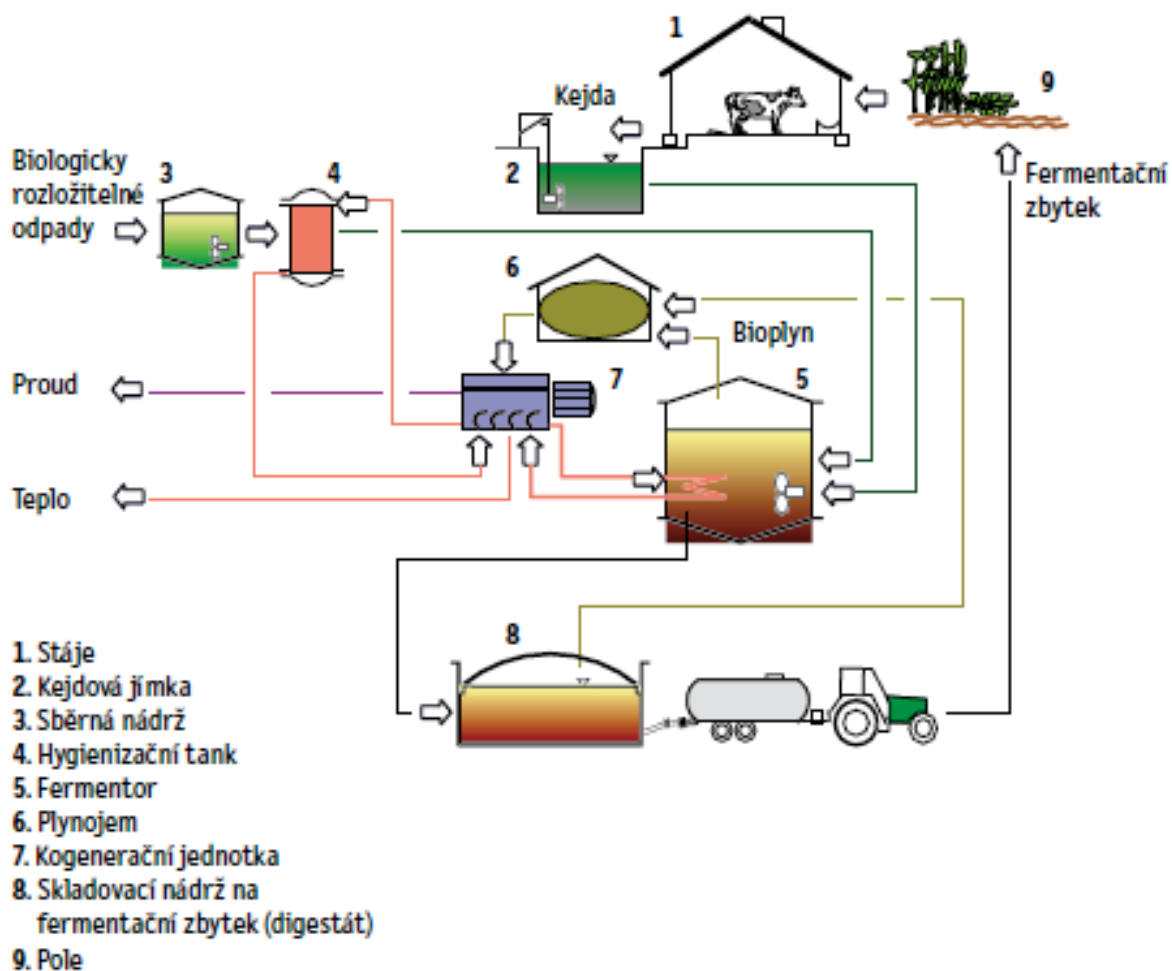 1
9
Kejda
Biologicky
rozložitelné
odpady
3
4
2
Fermentační
zbytek
6
Bioplyn
Proud
7
5
Teplo
8
1. Stáje
2. Kejdová jímka
3. Sběrná nádrž
4. Hygienizační tank
5. Fermentor
6. Plynojem
7. Kogenerační jednotka
8. Skladovací nádrž na
fermentační zbytek (digestát)
9. Pole